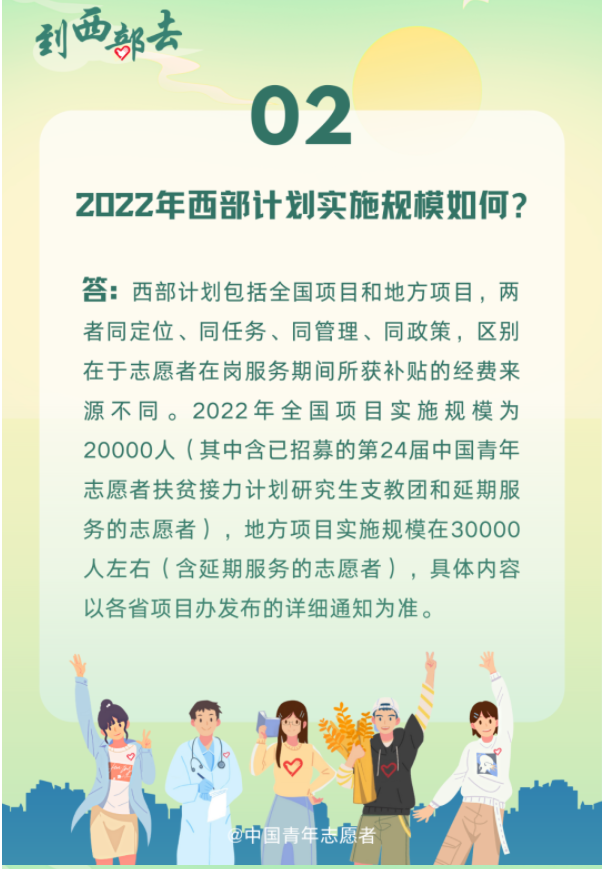 到西部去
02
2022年西部计划实施规模如何？
答：西部计划包括全国项目和地方项目，两
者同定位、同任务、同管理、同政策，区别
在于志愿者在岗服务期间所获补贴的经费来
源不同。2022年全国项目实施规模为
20000人（其中含已招募的第24届中国青年
志愿者扶贫接力计划研究生支教团和延期服
务的志愿者），地方项目实施规模在30000
人左右（含延期服务的志愿者），具体内容
以各省项目办发布的详细通知为准。
@中国青年志愿者